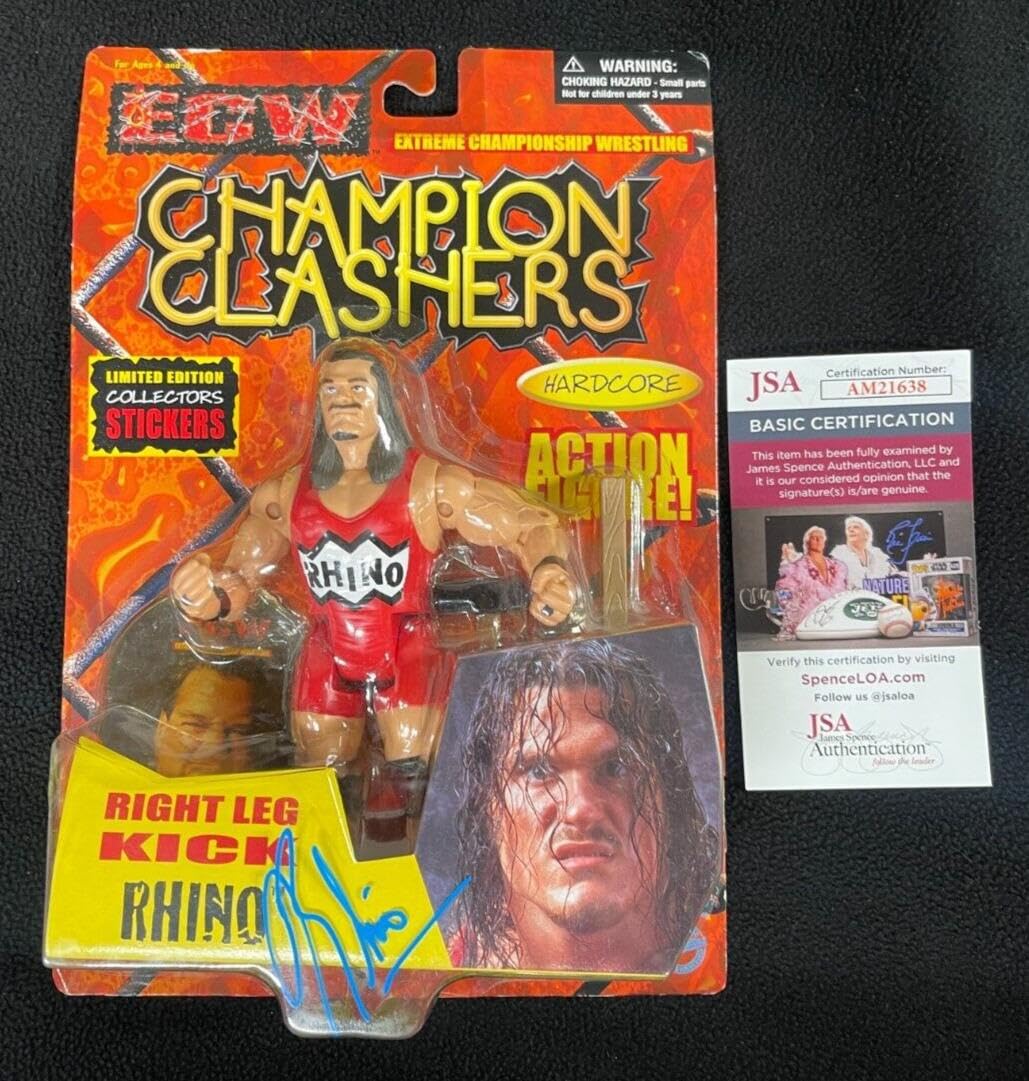 For Ages 4 and Up
ECW
EXTREME CHAMPIONSHIP WRESTLING
WARNING:
CHOKING HAZARD - Small parts
Not for children under 3 years
CHAMPION
CLASHERS
LIMITED EDITION
COLLECTORS
STICKERS
HARDCORE
ACTION
FIGURE!
RHINO
RIGHT LEG
KICK
RHINO
Rhino
JSA
Certification Number:
AM21638
BASIC CERTIFICATION
This item has been fully examined by
James Spence Authentication, LLC and
it is our considered opinion that the
signature(s) is/are genuine.
NATURE
Verify this certification by visiting
SpenceLOA.com
Follow us @jsaloa
JSA
James Spence
Authentication
follow the leader